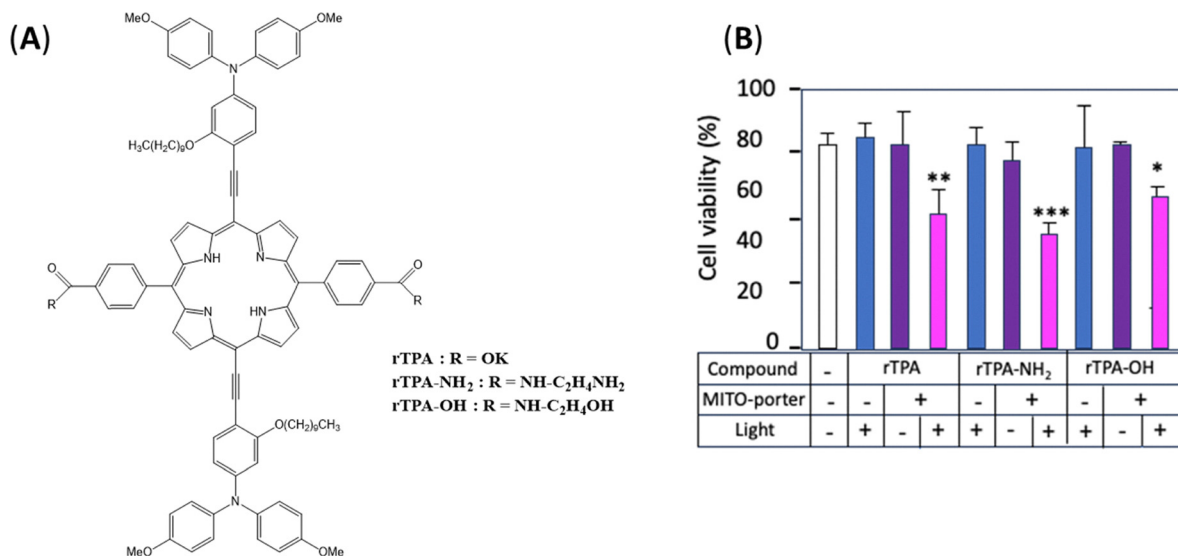 (A)
MeO OMe
N
H₃C(H₂C)₉O
O O
NH N
R R
N HN
rTPA : R = OK
rTPA-NH₂ : R = NH-C₂H₄NH₂
rTPA-OH : R = NH-C₂H₄OH
O(CH₂)₉CH₃
N
MeO OMe
(B)
Cell viability (%)
100
80
60
40
20
0
** *** *
Compound - rTPA rTPA-NH₂ rTPA-OH
MITO-porter - - + - + - +
Light - + - + + - + + - +